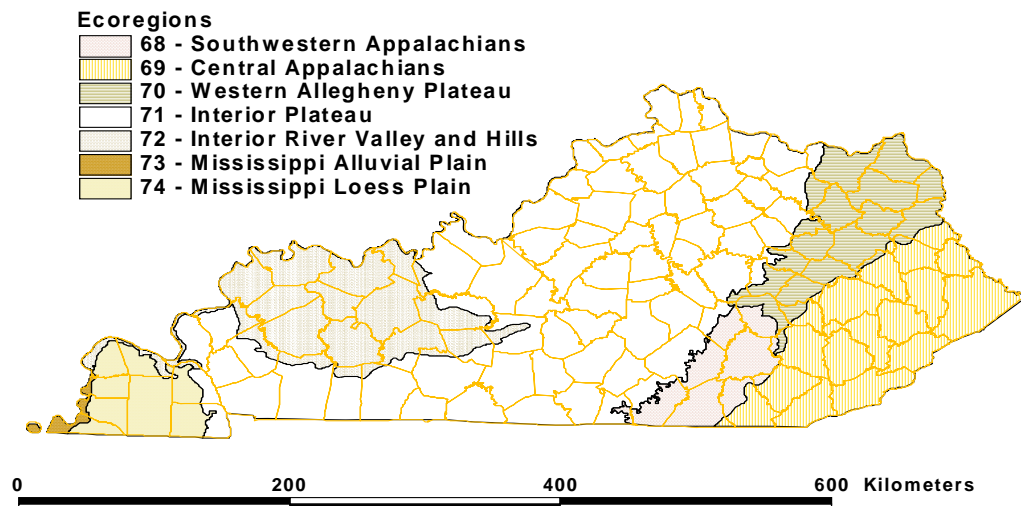 Ecoregions
68 - Southwestern Appalachians
69 - Central Appalachians
70 - Western Allegheny Plateau
71 - Interior Plateau
72 - Interior River Valley and Hills
73 - Mississippi Alluvial Plain
74 - Mississippi Loess Plain
0 200 400 600 Kilometers